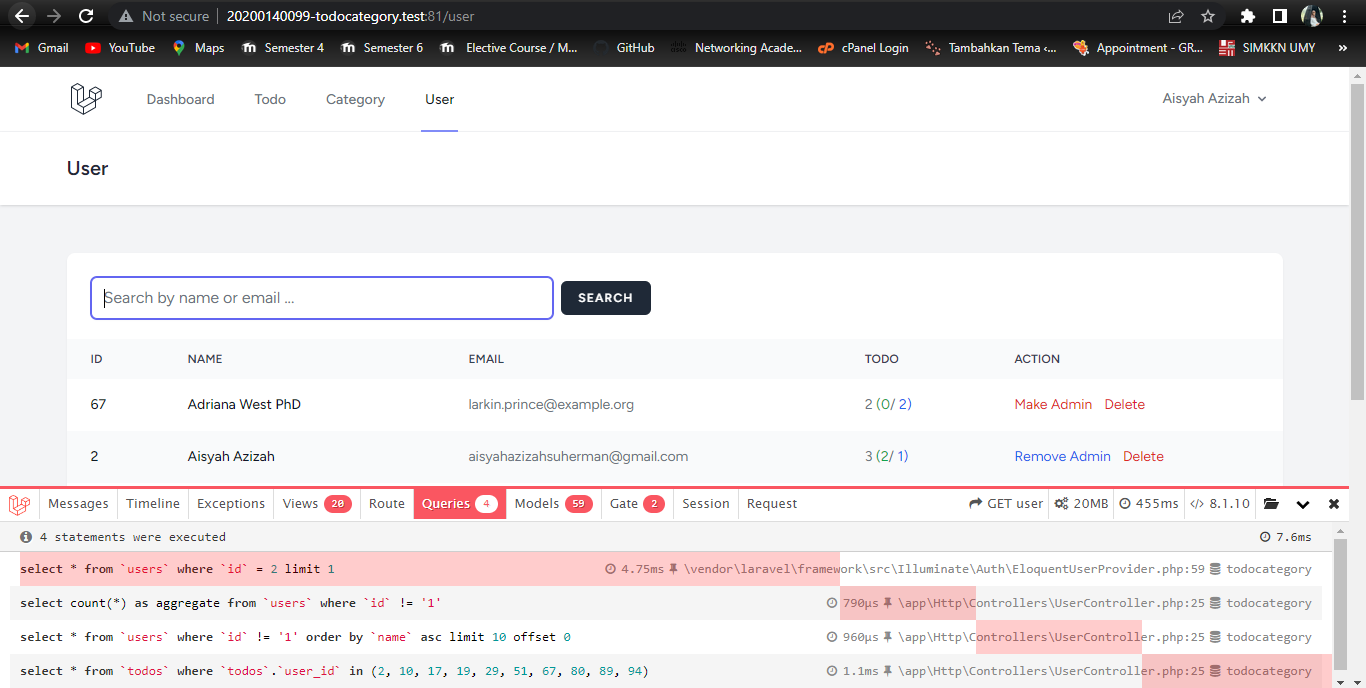 Not secure 20200140099-todocategory.test:81/user
Gmail YouTube Maps Semester 4 Semester 6 Elective Course / M... GitHub Networking Acade... cPanel Login Tambahkan Tema ‹... Appointment - GR... SIMKKN UMY »
Dashboard Todo Category User Aisyah Azizah
User
Search by name or email ... SEARCH
ID NAME EMAIL TODO ACTION
67 Adriana West PhD larkin.prince@example.org 2 (0/ 2) Make Admin Delete
2 Aisyah Azizah aisyahazizahsuherman@gmail.com 3 (2/ 1) Remove Admin Delete
Messages Timeline Exceptions Views 20 Route Queries 4 Models 59 Gate 2 Session Request GET user 20MB 455ms 8.1.10
4 statements were executed 7.6ms
select * from `users` where `id` = 2 limit 1 4.75ms \vendor\laravel\framework\src\Illuminate\Auth\EloquentUserProvider.php:59 todocategory
select count(*) as aggregate from `users` where `id` != '1' 790μs \app\Http\Controllers\UserController.php:25 todocategory
select * from `users` where `id` != '1' order by `name` asc limit 10 offset 0 960μs \app\Http\Controllers\UserController.php:25 todocategory
select * from `todos` where `todos`.`user_id` in (2, 10, 17, 19, 29, 51, 67, 80, 89, 94) 1.1ms \app\Http\Controllers\UserController.php:25 todocategory